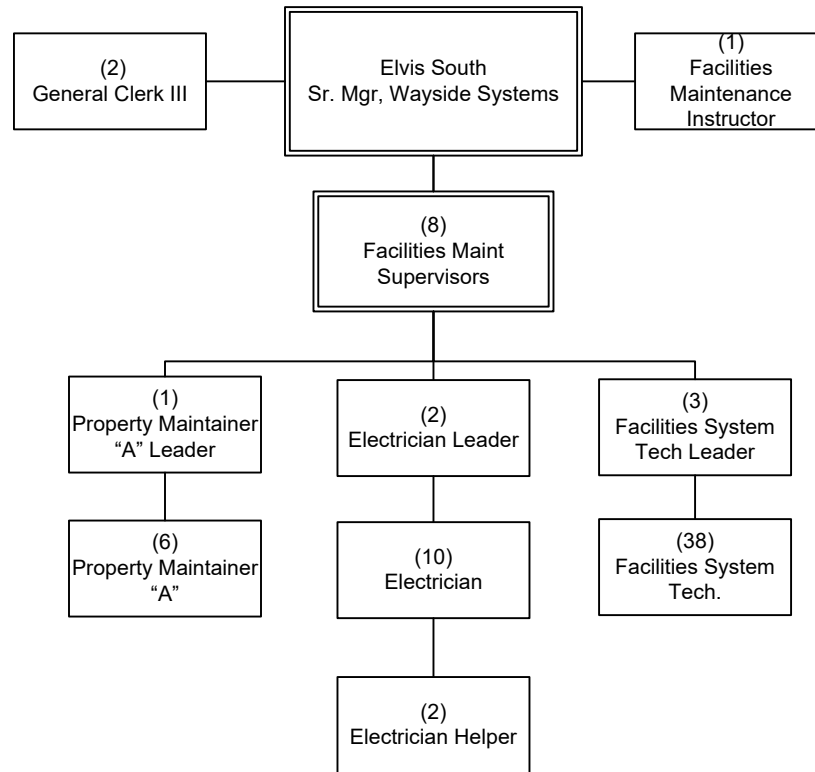 (2)
General Clerk III
Elvis South
Sr. Mgr, Wayside Systems
(1)
Facilities
Maintenance
Instructor
(8)
Facilities Maint
Supervisors
(1)
Property Maintainer
“A” Leader
(2)
Electrician Leader
(3)
Facilities System
Tech Leader
(6)
Property Maintainer
“A”
(10)
Electrician
(38)
Facilities System
Tech.
(2)
Electrician Helper